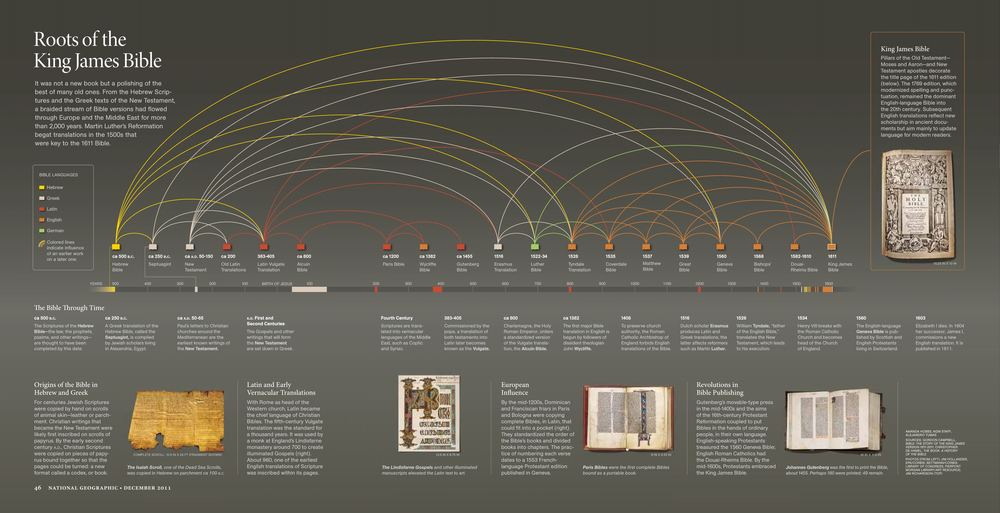 Roots of the
King James Bible
It was not a new book but a polishing of the
best of many old ones. From the Hebrew Scrip-
tures and the Greek texts of the New Testament,
a braided stream of Bible versions had flowed
through Europe and the Middle East for more
than 2,000 years. Martin Luther's Reformation
begat translations in the 1500s that
were key to the 1611 Bible.
BIBLE LANGUAGES
Hebrew
Greek
Latin
English
German
Colored lines
indicate influence
of an earlier work
on a later one.
King James Bible
Pillars of the Old Testament—
Moses and Aaron—and New
Testament apostles decorate
the title page of the 1611 edition
(below). The 1769 edition, which
modernized spelling and punc-
tuation, remained the dominant
English-language Bible into
the 20th century. Subsequent
English translations reflect new
scholarship in ancient docu-
ments but aim mainly to update
language for modern readers.
THE
HOLY
BIBLE
ca 500 B.C.
Hebrew
Bible
ca 250 B.C.
Septuagint
ca A.D. 50-150
New
Testament
ca 200
Old Latin
Translations
383-405
Latin Vulgate
Translation
ca 800
Alcuin
Bible
ca 1200
Paris Bible
ca 1382
Wycliffe
Bible
ca 1455
Gutenberg
Bible
1516
Erasmus
Translation
1522-34
Luther
Bible
1526
Tyndale
Translation
1535
Coverdale
Bible
1537
Matthew
Bible
1539
Great
Bible
1560
Geneva
Bible
1568
Bishops'
Bible
1582-1610
Douai-
Rheims Bible
1611
King James
Bible
YEARS
BIRTH OF JESUS
The Bible Through Time
ca 500 B.C.
The Scriptures of the Hebrew
Bible—the law, the prophets,
poems, and other writings—
are thought to have been
completed by this date.
ca 250 B.C.
A Greek translation of the
Hebrew Bible, called the
Septuagint, is compiled
by Jewish scholars living
in Alexandria, Egypt.
ca A.D. 50-65
Paul's letters to Christian
churches around the
Mediterranean are the
earliest known writings of
the New Testament.
A.D. First and
Second Centuries
The Gospels and other
writings that will form
the New Testament
are set down in Greek.
Fourth Century
Scriptures are trans-
lated into vernacular
languages of the Middle
East, such as Coptic
and Syriac.
383-405
Commissioned by the
pope, a translation of
both testaments into
Latin later becomes
known as the Vulgate.
ca 800
Charlemagne, the Holy
Roman Emperor, orders
a standardized version
of the Vulgate transla-
tion, the Alcuin Bible.
ca 1382
The first major Bible
translation in English is
begun by followers of
dissident theologian
John Wycliffe.
1408
To preserve church
authority, the Roman
Catholic Archbishop of
England forbids English
translations of the Bible.
1516
Dutch scholar Erasmus
produces Latin and
Greek translations; the
latter affects reformers
such as Martin Luther.
1526
William Tyndale, "father
of the English Bible,"
translates the New
Testament, which leads
to his execution.
1534
Henry VIII breaks with
the Roman Catholic
Church and becomes
head of the Church
of England.
1560
The English-language
Geneva Bible is pub-
lished by Scottish and
English Protestants
living in Switzerland.
1603
Elizabeth I dies. In 1604
her successor, James I,
commissions a new
English translation. It is
published in 1611.
Origins of the Bible in
Hebrew and Greek
For centuries Jewish Scriptures
were copied by hand on scrolls
of animal skin—leather or parch-
ment. Christian writings that
became the New Testament were
likely first inscribed on scrolls of
papyrus. By the early second
century A.D., Christian Scriptures
were copied on pieces of papy-
rus bound together so that the
pages could be turned: a new
format called a codex, or book.
The Isaiah Scroll, one of the Dead Sea Scrolls,
was copied in Hebrew on parchment ca 100 B.C.
Latin and Early
Vernacular Translations
With Rome as head of the
Western church, Latin became
the chief language of Christian
Bibles. The fifth-century Vulgate
translation was the standard for
a thousand years. It was used by
a monk at England's Lindisfarne
monastery around 700 to create
illuminated Gospels (right).
About 960, one of the earliest
English translations of Scripture
was inscribed within its pages.
The Lindisfarne Gospels and other illuminated
manuscripts elevated the Latin text to art.
European
Influence
By the mid-1200s, Dominican
and Franciscan friars in Paris
and Bologna were copying
complete Bibles, in Latin, that
could fit into a pocket (right).
They standardized the order of
the Bible's books and divided
books into chapters. The prac-
tice of numbering each verse
dates to a 1553 French-
language Protestant edition
published in Geneva.
Paris Bibles were the first complete Bibles
bound as a portable book.
Revolutions in
Bible Publishing
Gutenberg's movable-type press
in the mid-1400s and the aims
of the 16th-century Protestant
Reformation coupled to put
Bibles in the hands of ordinary
people, in their own language.
English-speaking Protestants
treasured the 1560 Geneva Bible;
English Roman Catholics had
the Douai-Rheims Bible. By the
mid-1600s, Protestants embraced
the King James Bible.
Johannes Gutenberg was the first to print the Bible,
about 1455. Perhaps 180 were printed; 49 remain.
46 NATIONAL GEOGRAPHIC • DECEMBER 2011